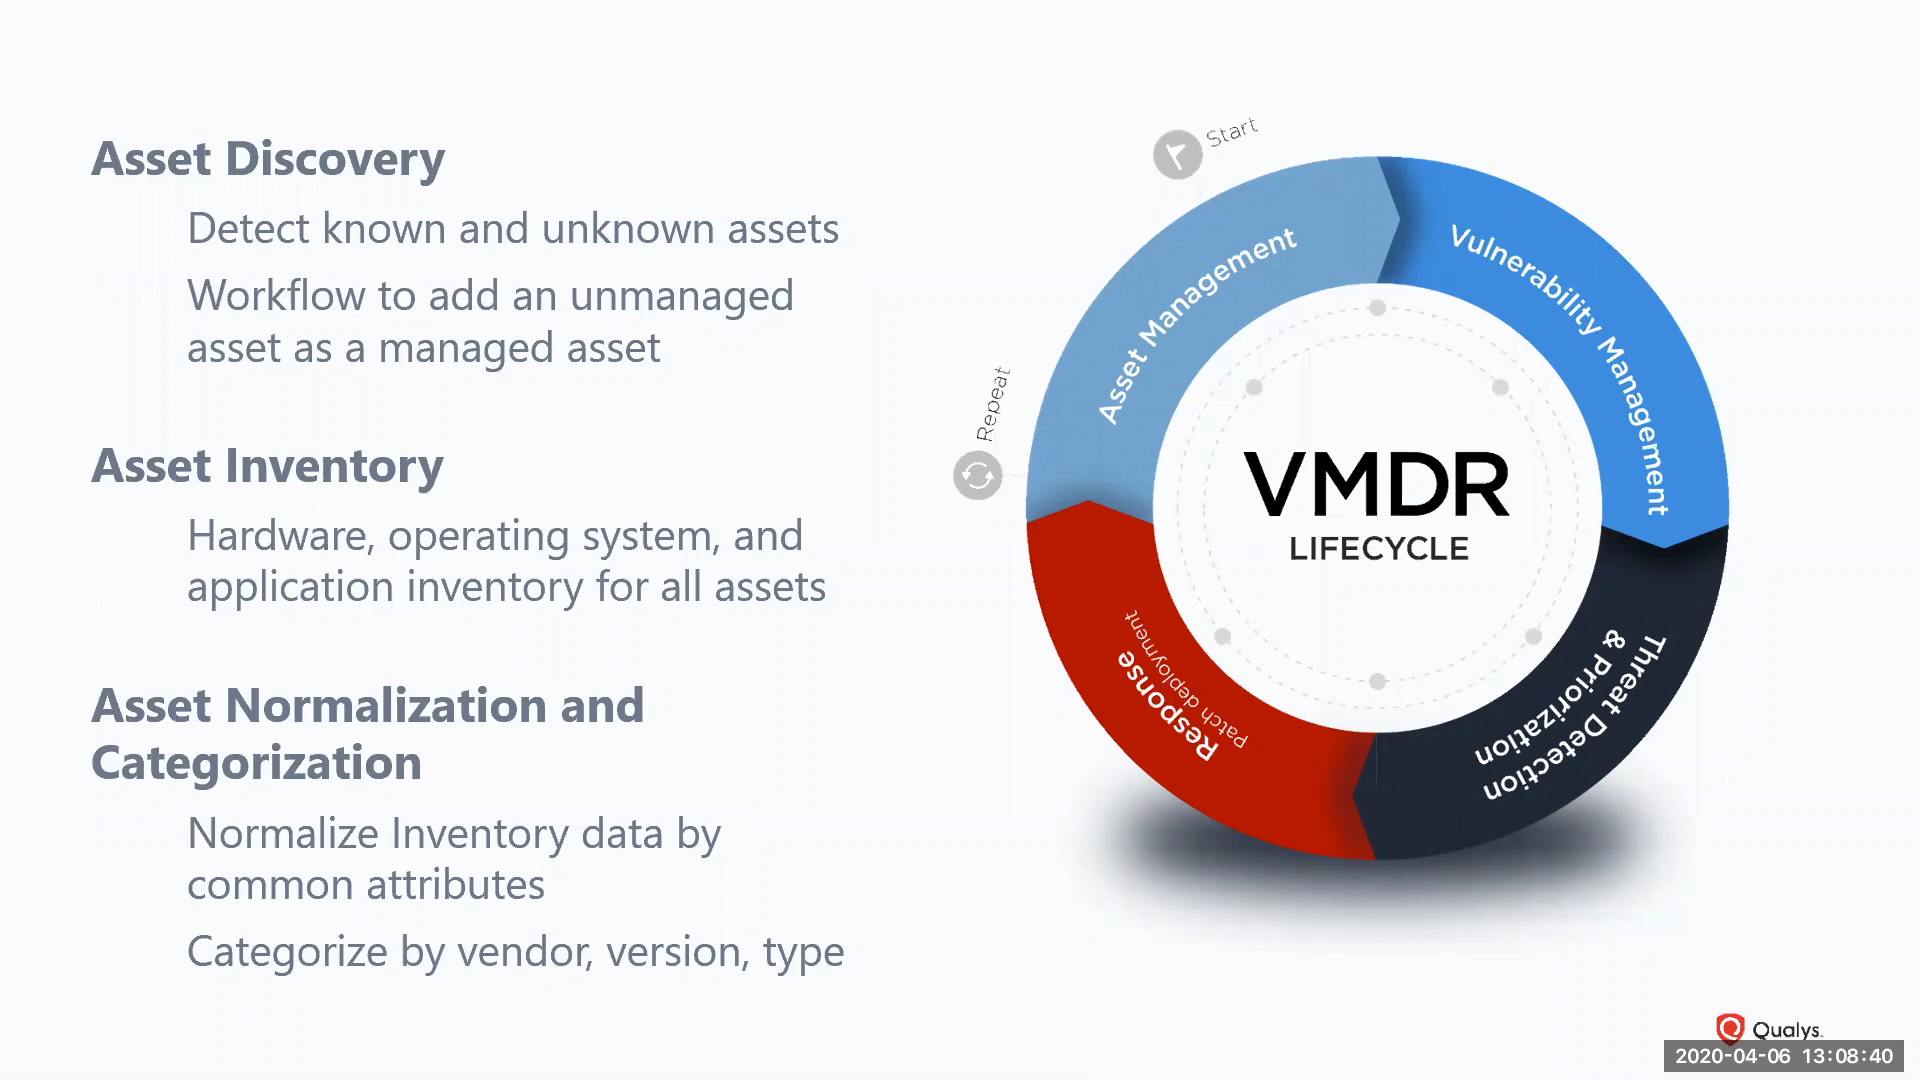 Asset Discovery
Detect known and unknown assets
Workflow to add an unmanaged
asset as a managed asset
Asset Inventory
Hardware, operating system, and
application inventory for all assets
Asset Normalization and
Categorization
Normalize Inventory data by
common attributes
Categorize by vendor, version, type
Start
Repeat
Asset Management
Vulnerability Management
Threat Detection
& Prioritization
Response
Patch deployment
VMDR
LIFECYCLE
Qualys.
2020-04-06 13:08:40